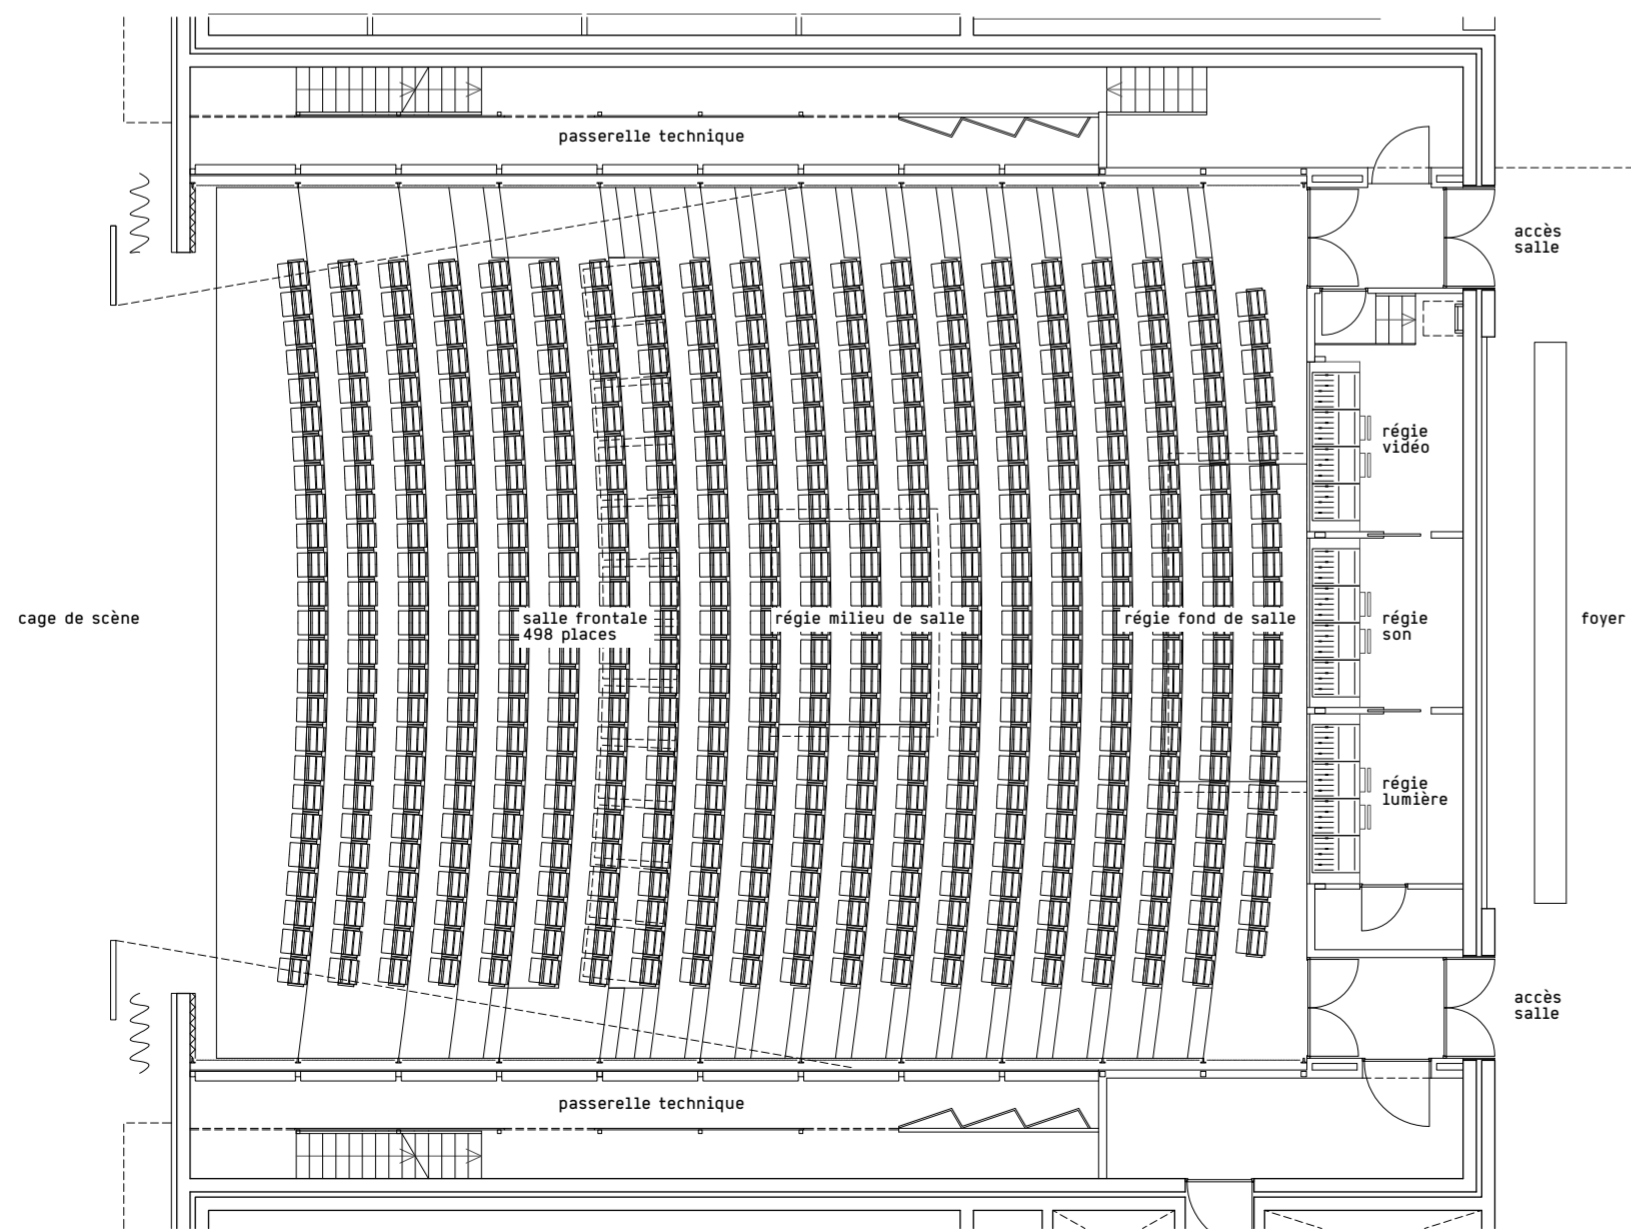 passerelle technique
accès
salle
régie
vidéo
cage de scène
salle frontale
498 places
régie milieu de salle
régie fond de salle
régie
son
foyer
régie
lumière
accès
salle
passerelle technique